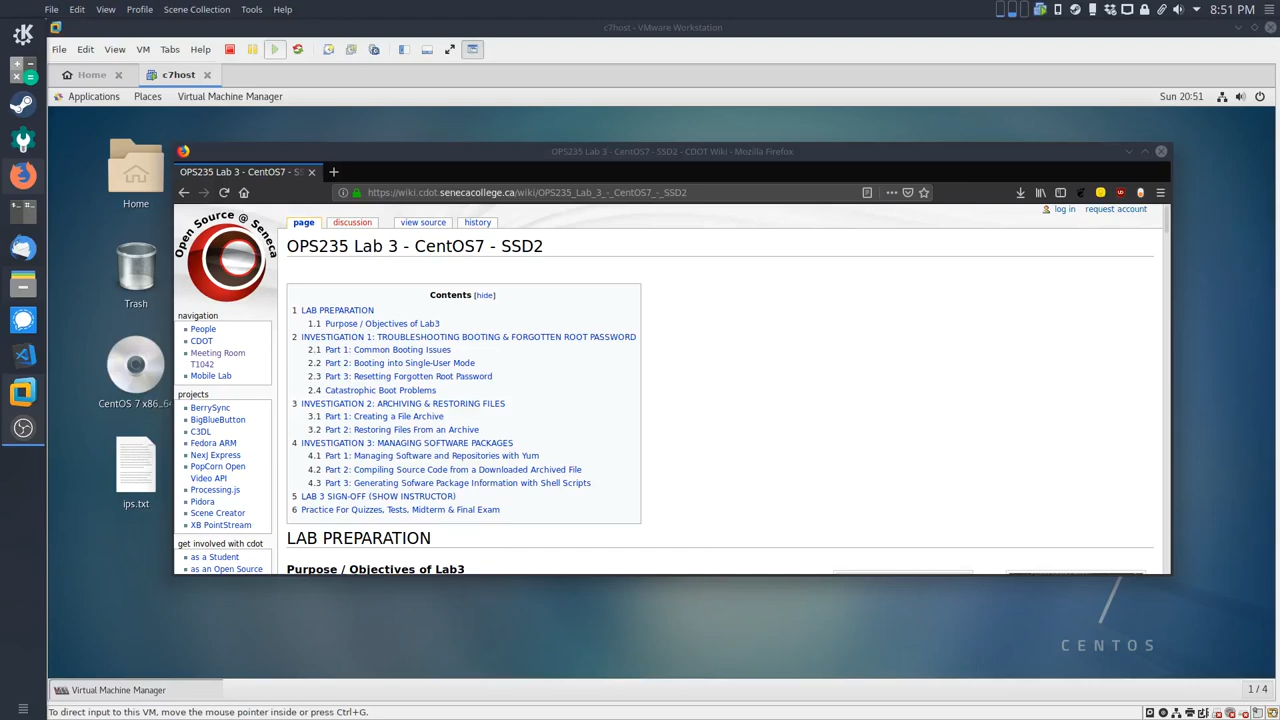 File Edit View Profile Scene Collection Tools Help
8:51 PM
c7host - VMware Workstation
File Edit View VM Tabs Help
Home
c7host
Applications Places Virtual Machine Manager
Sun 20:51
Home
Trash
CentOS 7 x86_6
ips.txt
OPS235 Lab 3 - CentOS7 - SSD2 - CDOT Wiki - Mozilla Firefox
OPS235 Lab 3 - CentOS7 - SS
https://wiki.cdot.senecacollege.ca/wiki/OPS235_Lab_3_-_CentOS7_-_SSD2
Open Source @ Seneca
log in request account
page discussion view source history
navigation
People
CDOT
Meeting Room
T1042
Mobile Lab
projects
BerrySync
BigBlueButton
C3DL
Fedora ARM
NexJ Express
PopCorn Open
Video API
Processing.js
Pidora
Scene Creator
XB PointStream
get involved with cdot
as a Student
as an Open Source
OPS235 Lab 3 - CentOS7 - SSD2
Contents [hide]
1 LAB PREPARATION
1.1 Purpose / Objectives of Lab3
2 INVESTIGATION 1: TROUBLESHOOTING BOOTING & FORGOTTEN ROOT PASSWORD
2.1 Part 1: Common Booting Issues
2.2 Part 2: Booting into Single-User Mode
2.3 Part 3: Resetting Forgotten Root Password
2.4 Catastrophic Boot Problems
3 INVESTIGATION 2: ARCHIVING & RESTORING FILES
3.1 Part 1: Creating a File Archive
3.2 Part 2: Restoring Files From an Archive
4 INVESTIGATION 3: MANAGING SOFTWARE PACKAGES
4.1 Part 1: Managing Software and Repositories with Yum
4.2 Part 2: Compiling Source Code from a Downloaded Archived File
4.3 Part 3: Generating Sofware Package Information with Shell Scripts
5 LAB 3 SIGN-OFF (SHOW INSTRUCTOR)
6 Practice For Quizzes, Tests, Midterm & Final Exam
LAB PREPARATION
Purpose / Objectives of Lab3
7
CENTOS
Virtual Machine Manager
1 / 4
To direct input to this VM, move the mouse pointer inside or press Ctrl+G.